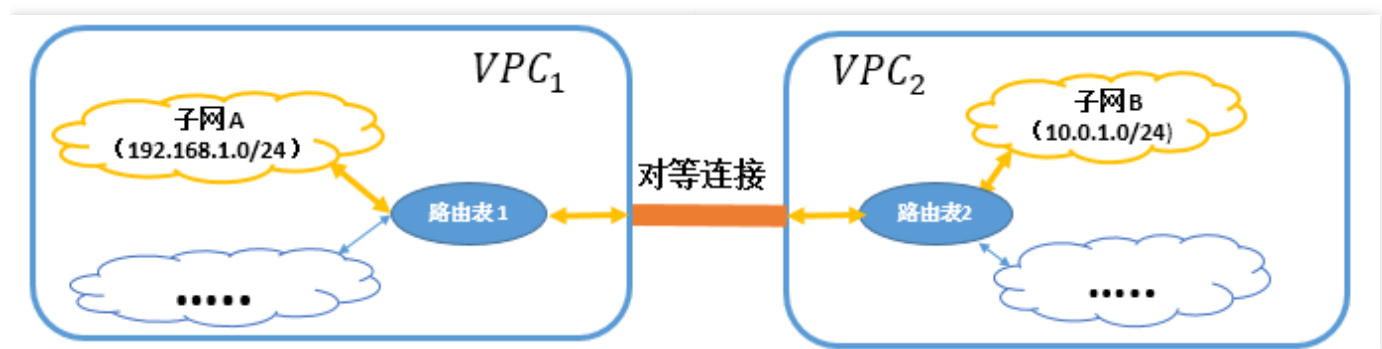 VPC₁
子网A
（192.168.1.0/24）
路由表1
•••••
对等连接
VPC₂
子网B
（10.0.1.0/24)
路由表2
•••••